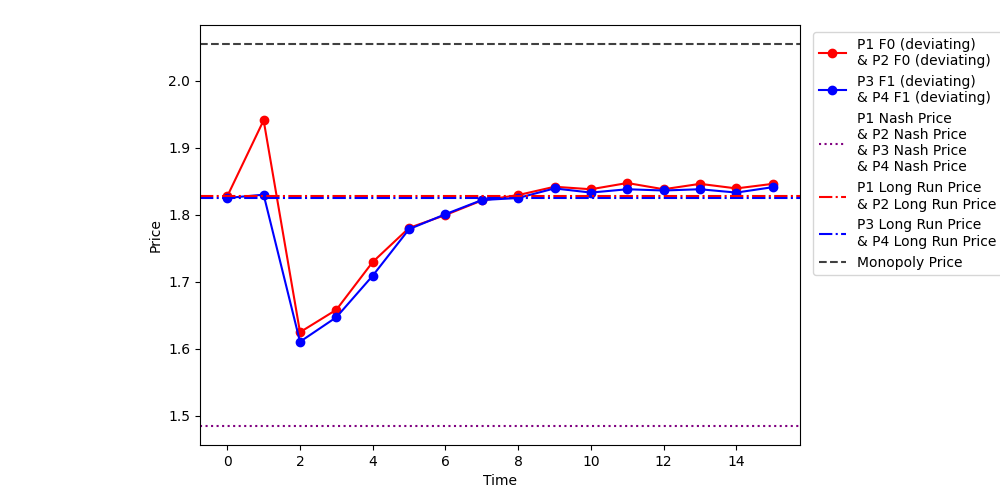 2.0
1.9
1.8
1.7
1.6
1.5
Price
0 2 4 6 8 10 12 14
Time
P1 F0 (deviating)
& P2 F0 (deviating)
P3 F1 (deviating)
& P4 F1 (deviating)
P1 Nash Price
& P2 Nash Price
& P3 Nash Price
& P4 Nash Price
P1 Long Run Price
& P2 Long Run Price
P3 Long Run Price
& P4 Long Run Price
Monopoly Price